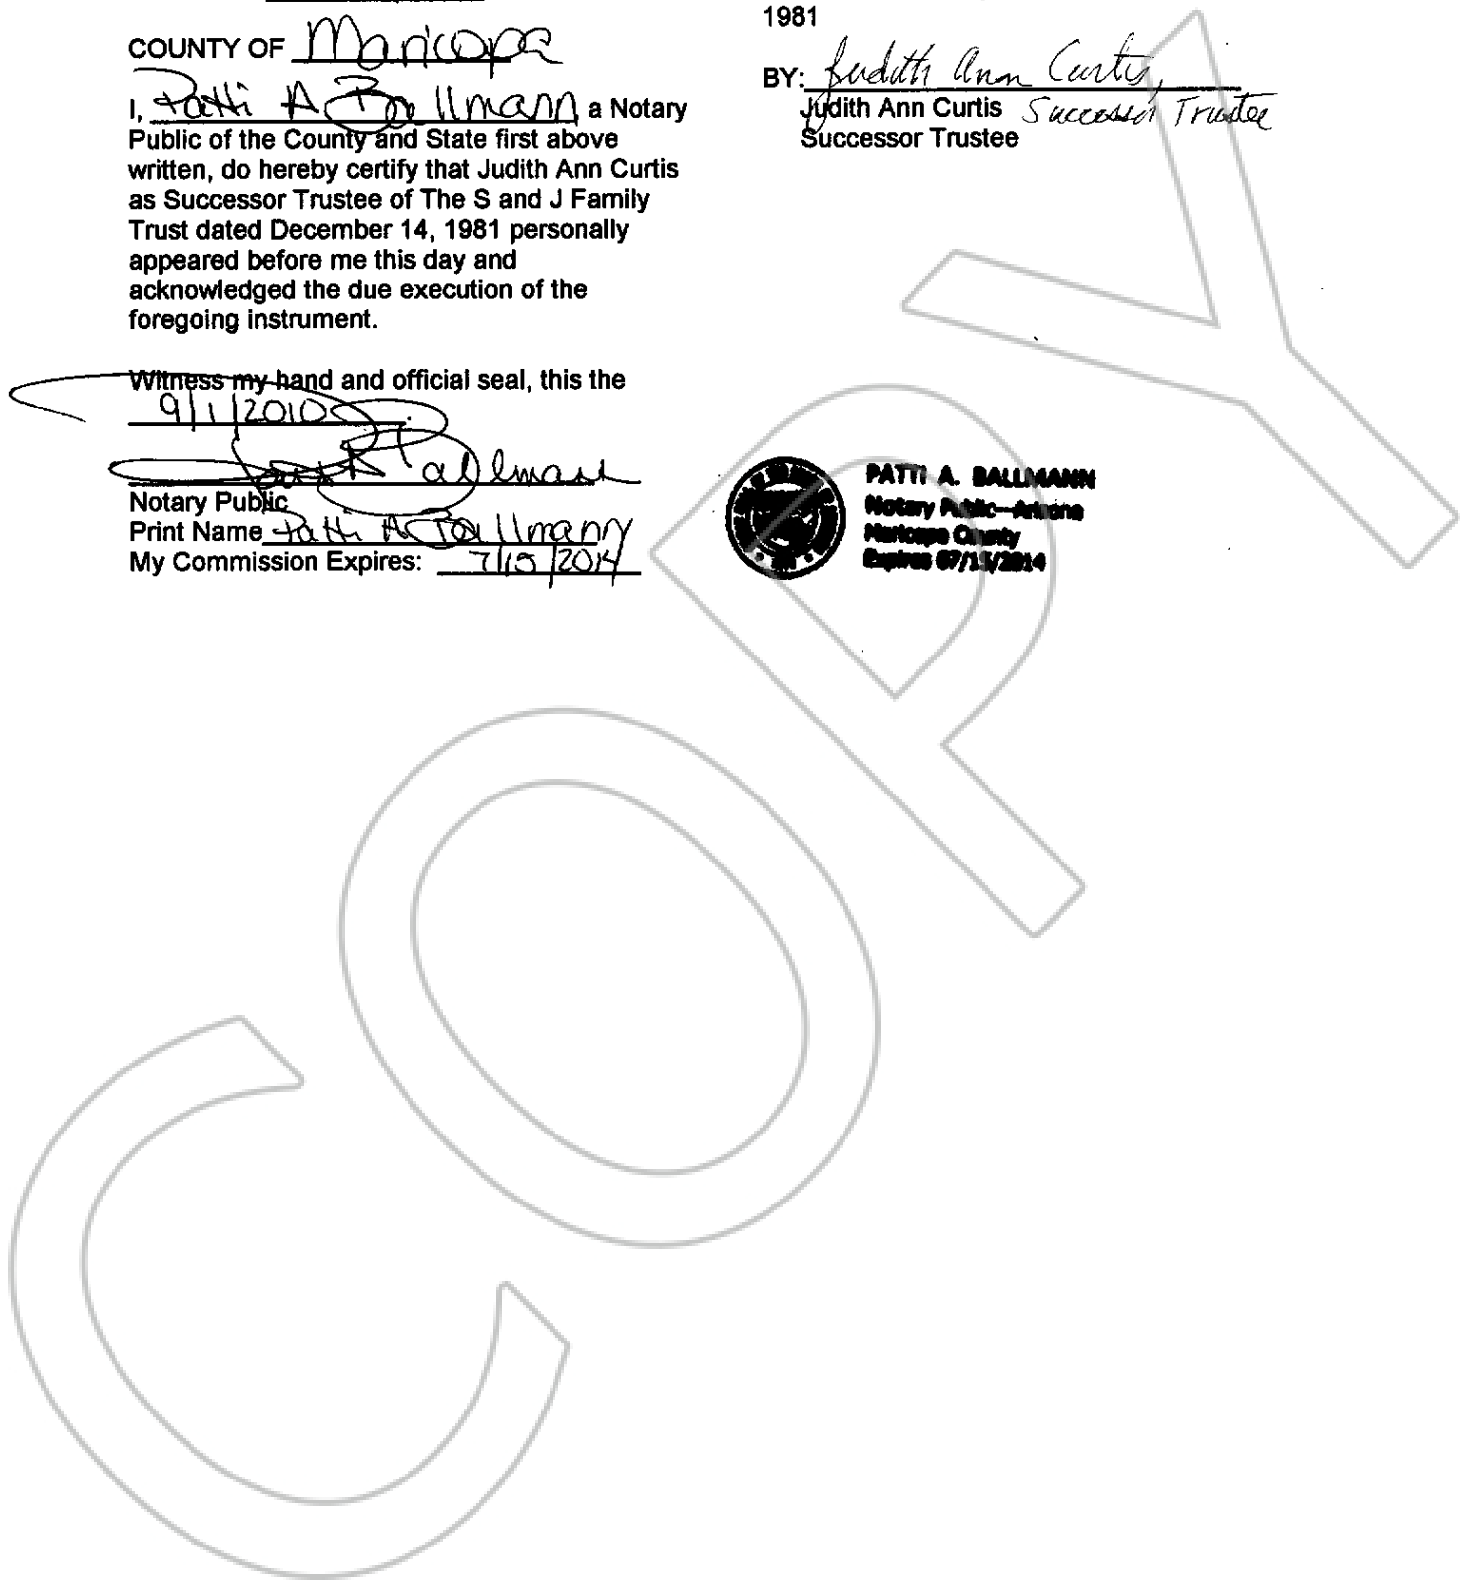 COUNTY OF Maricopa
I, Patti A Ballmann, a Notary
Public of the County and State first above
written, do hereby certify that Judith Ann Curtis
as Successor Trustee of The S and J Family
Trust dated December 14, 1981 personally
appeared before me this day and
acknowledged the due execution of the
foregoing instrument.
Witness my hand and official seal, this the
9/1/2010
Patti A Ballmann
Notary Public
Print Name Patti A Ballmann
My Commission Expires: 7/15/2014
1981
BY: Judith Ann Curtis,
Successor Trustee
Judith Ann Curtis
Successor Trustee
PATTI A. BALLMANN
Notary Public—Arizona
Maricopa County
Expires 07/15/2014
COPY